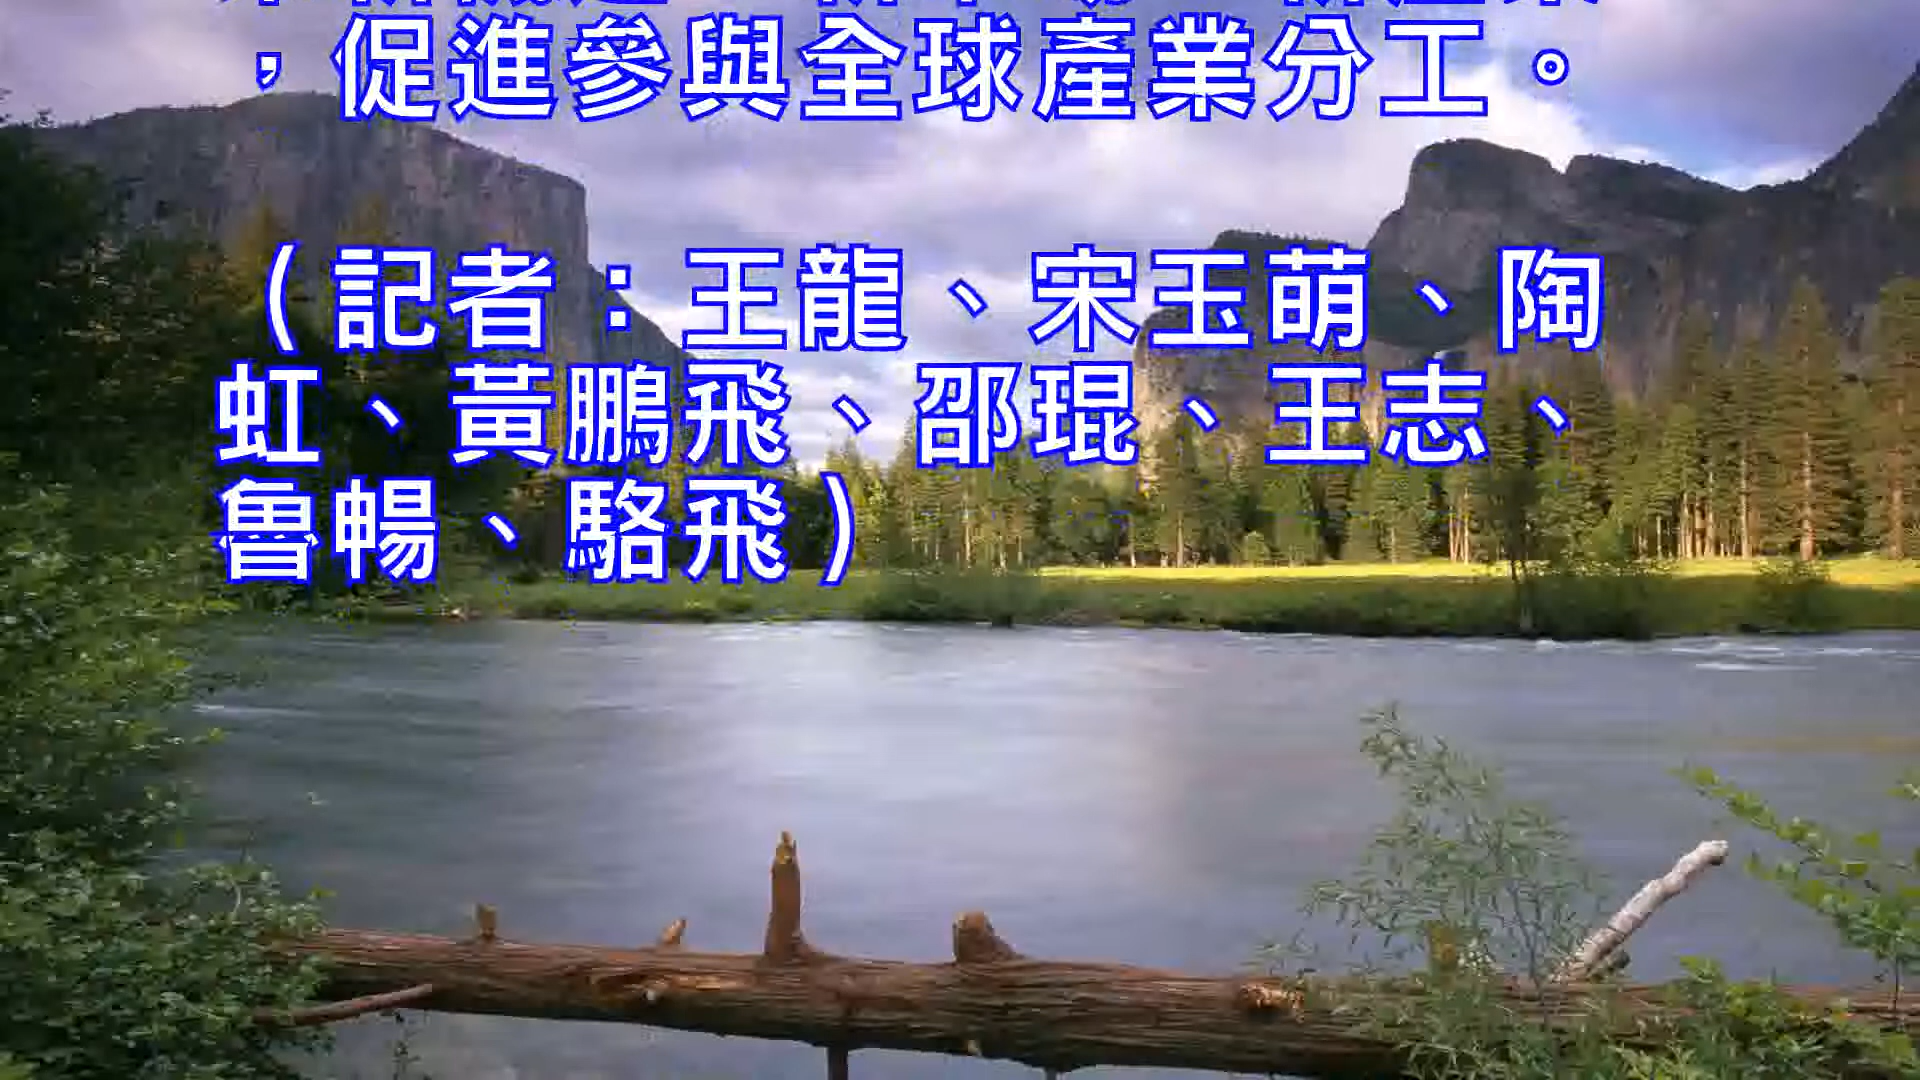 ，促進參與全球產業分工。
（記者：王龍、宋玉萌、陶
虹、黃鵬飛、邵琨、王志、
魯暢、駱飛）